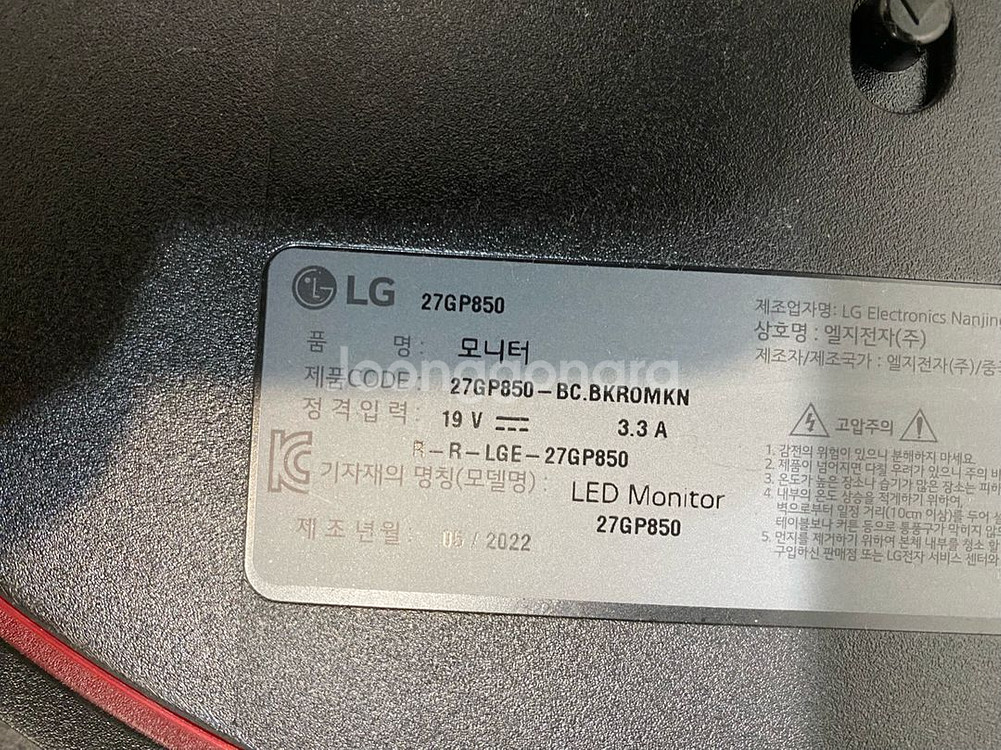 LG 27GP850
품 명 : 모니터
joongdongnara
제품CODE : 27GP850-BC.BKROMKN
정격입력 : 19 V 3.3 A
R-R-LGE-27GP850
기자재의 명칭(모델명) : LED Monitor
27GP850
제조년월 : 06 / 2022
제조업자명: LG Electronics Nanjing
상호명 : 엘지전자(주)
제조자/제조국가 : 엘지전자(주)/중
고압주의
1. 감전의 위험이 있으니 분해하지 마세요.
2. 제품이 넘어지면 다칠 우려가 있으니 주의
3. 온도가 높은 장소나 습기가 많은 장소는 피
4. 내부의 온도 상승을 적게하기 위하여,
벽으로부터 일정 거리(10cm 이상)를 두어
테이블보나 커튼 등으로 통풍구가 막히지
5. 먼지를 제거하기 위하여 본체 내부를 청소
구입하신 판매점 또는 LG전자 서비스 센터와